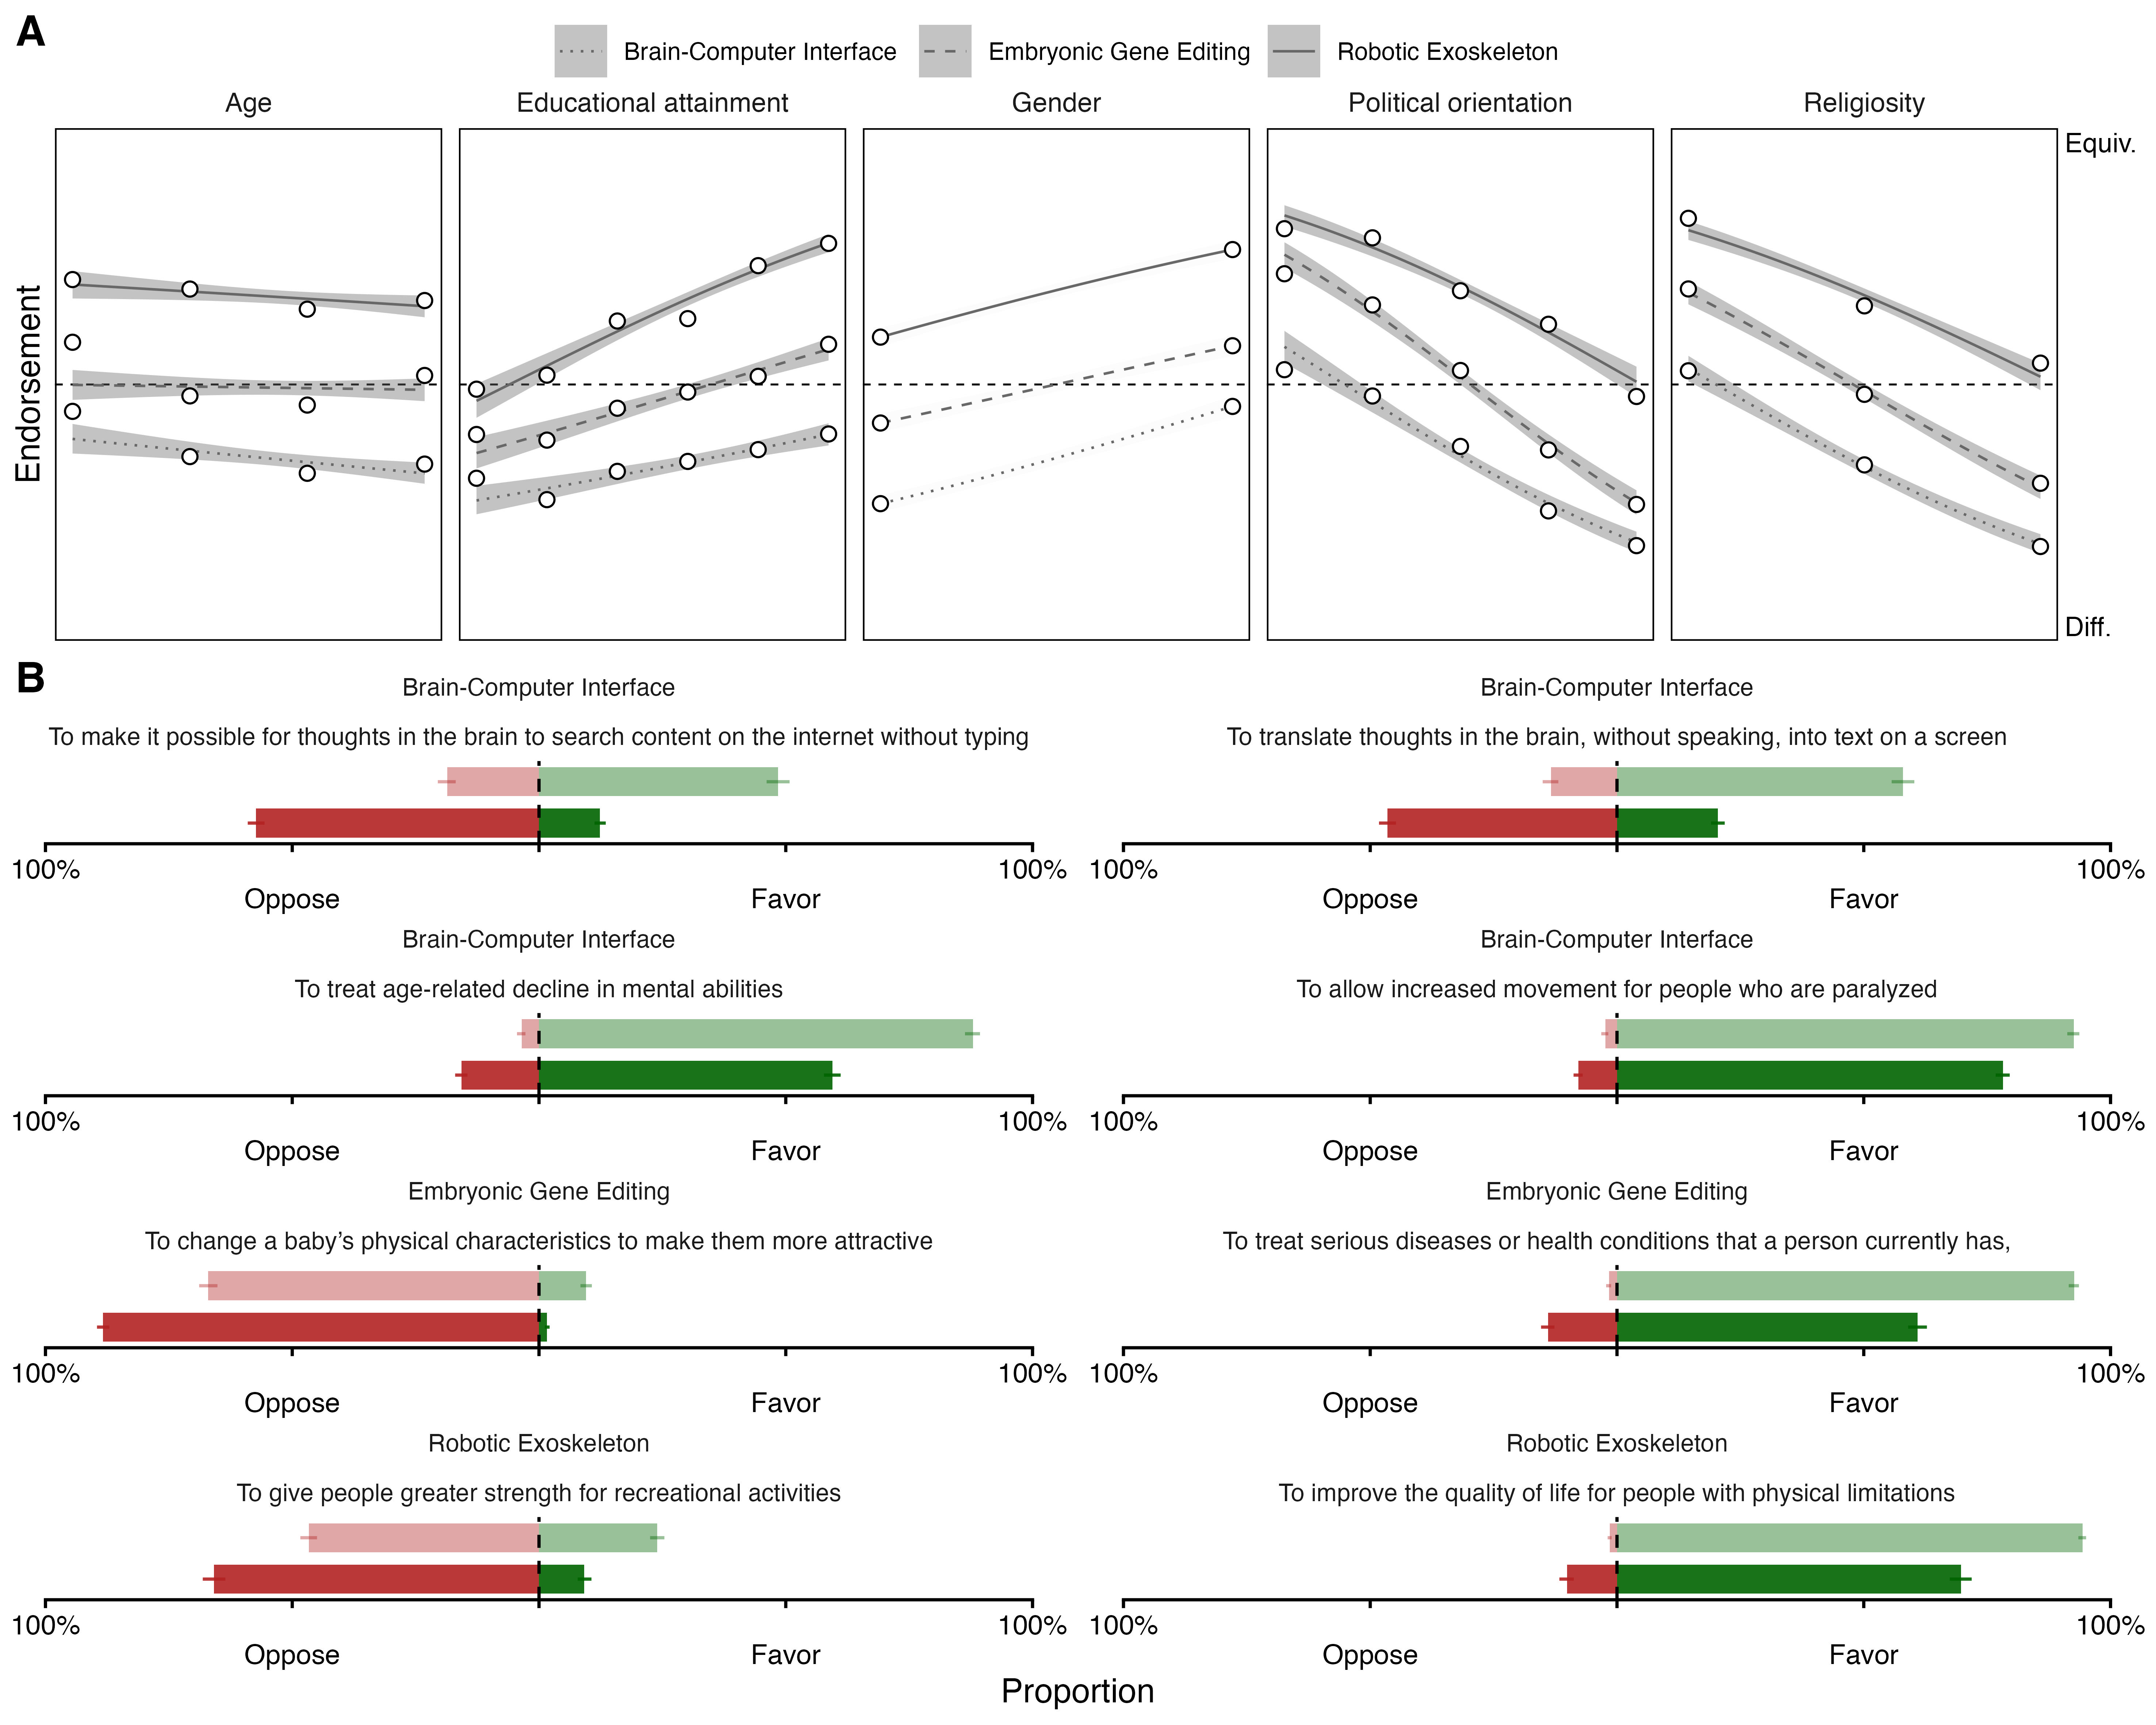 A
Brain-Computer Interface Embryonic Gene Editing Robotic Exoskeleton
Age Educational attainment Gender Political orientation Religiosity
Equiv.
Endorsement
Diff.
B
Brain-Computer Interface Brain-Computer Interface
To make it possible for thoughts in the brain to search content on the internet without typing To translate thoughts in the brain, without speaking, into text on a screen
100% 100% 100% 100%
Oppose Favor Oppose Favor
Brain-Computer Interface Brain-Computer Interface
To treat age-related decline in mental abilities To allow increased movement for people who are paralyzed
100% 100% 100% 100%
Oppose Favor Oppose Favor
Embryonic Gene Editing Embryonic Gene Editing
To change a baby’s physical characteristics to make them more attractive To treat serious diseases or health conditions that a person currently has,
100% 100% 100% 100%
Oppose Favor Oppose Favor
Robotic Exoskeleton Robotic Exoskeleton
To give people greater strength for recreational activities To improve the quality of life for people with physical limitations
100% 100% 100% 100%
Oppose Favor Oppose Favor
Proportion